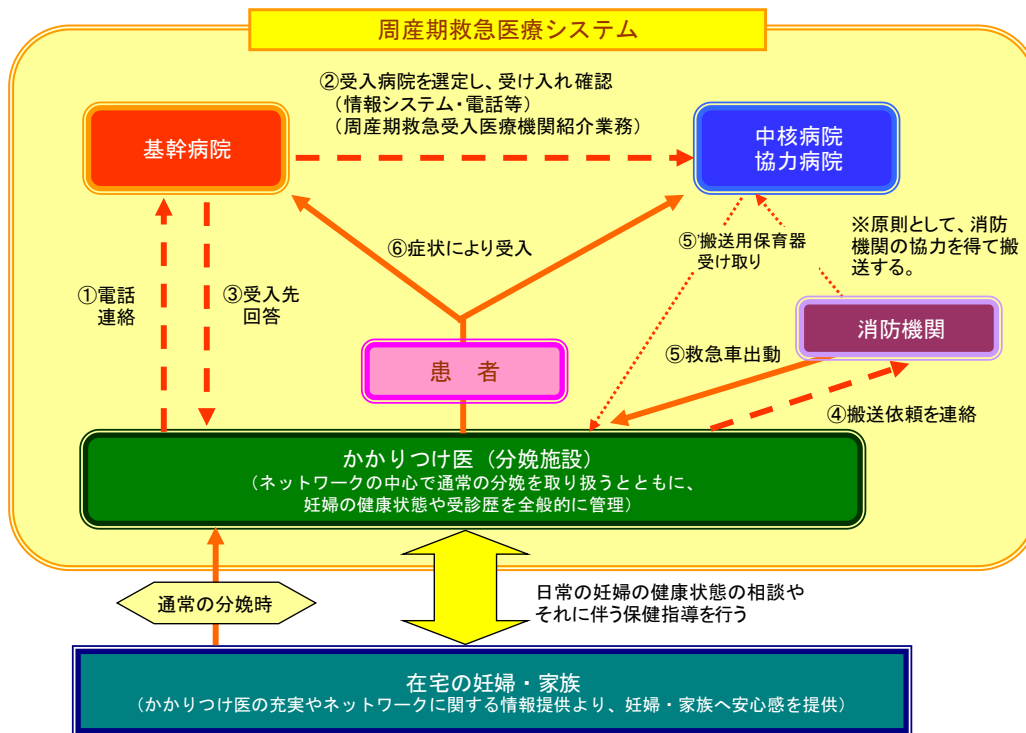 周産期救急医療システム
②受入病院を選定し、受け入れ確認
（情報システム・電話等）
（周産期救急受入医療機関紹介業務）
基幹病院
中核病院
協力病院
⑥症状により受入
⑤’搬送用保育器
受け取り
※原則として、消防
機関の協力を得て搬
送する。
①電話
連絡
③受入先
回答
消防機関
患　者
⑤救急車出動
④搬送依頼を連絡
かかりつけ医（分娩施設）
（ネットワークの中心で通常の分娩を取り扱うとともに、
妊婦の健康状態や受診歴を全般的に管理）
通常の分娩時
日常の妊婦の健康状態の相談や
それに伴う保健指導を行う
在宅の妊婦・家族
（かかりつけ医の充実やネットワークに関する情報提供より、妊婦・家族へ安心感を提供）